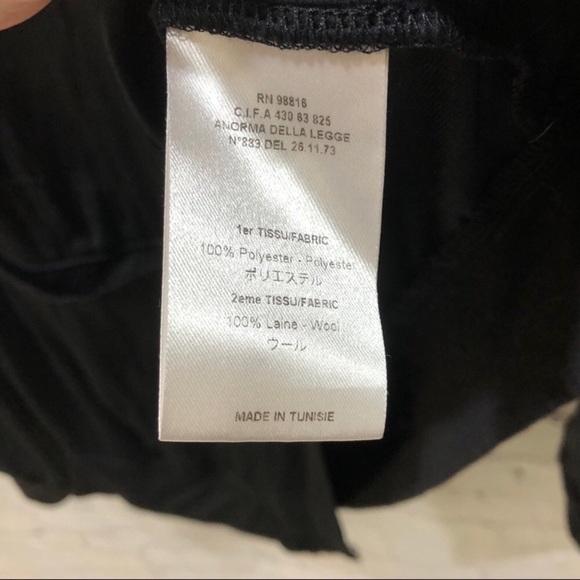 RN 98816
C.I.F.A 430 63 825
ANORMA DELLA LEGGE
N°883 DEL 26.11.73
1er TISSU/FABRIC
100% Polyester - Polyester
ポリエステル
2eme TISSU/FABRIC
100% Laine - Wool
ウール
MADE IN TUNISIE